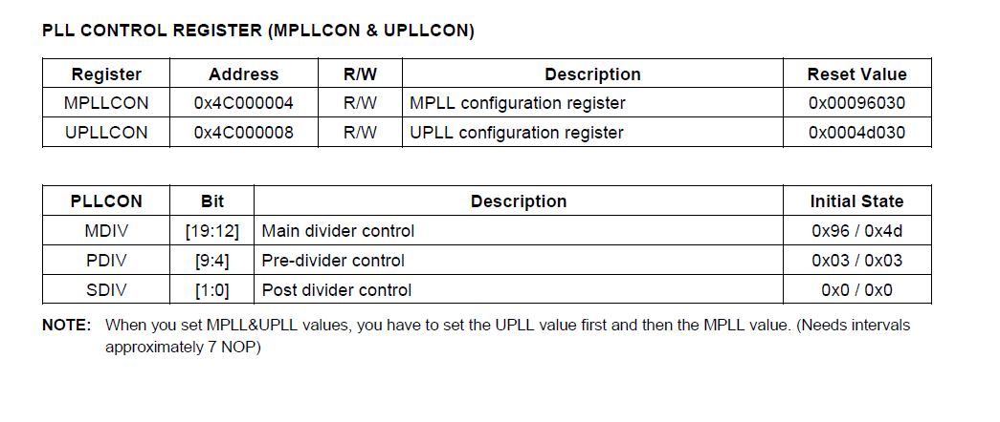 PLL CONTROL REGISTER (MPLLCON & UPLLCON)
Register Address R/W Description Reset Value
MPLLCON 0x4C000004 R/W MPLL configuration register 0x00096030
UPLLCON 0x4C000008 R/W UPLL configuration register 0x0004d030
PLLCON Bit Description Initial State
MDIV [19:12] Main divider control 0x96 / 0x4d
PDIV [9:4] Pre-divider control 0x03 / 0x03
SDIV [1:0] Post divider control 0x0 / 0x0
NOTE: When you set MPLL&UPLL values, you have to set the UPLL value first and then the MPLL value. (Needs intervals
approximately 7 NOP)